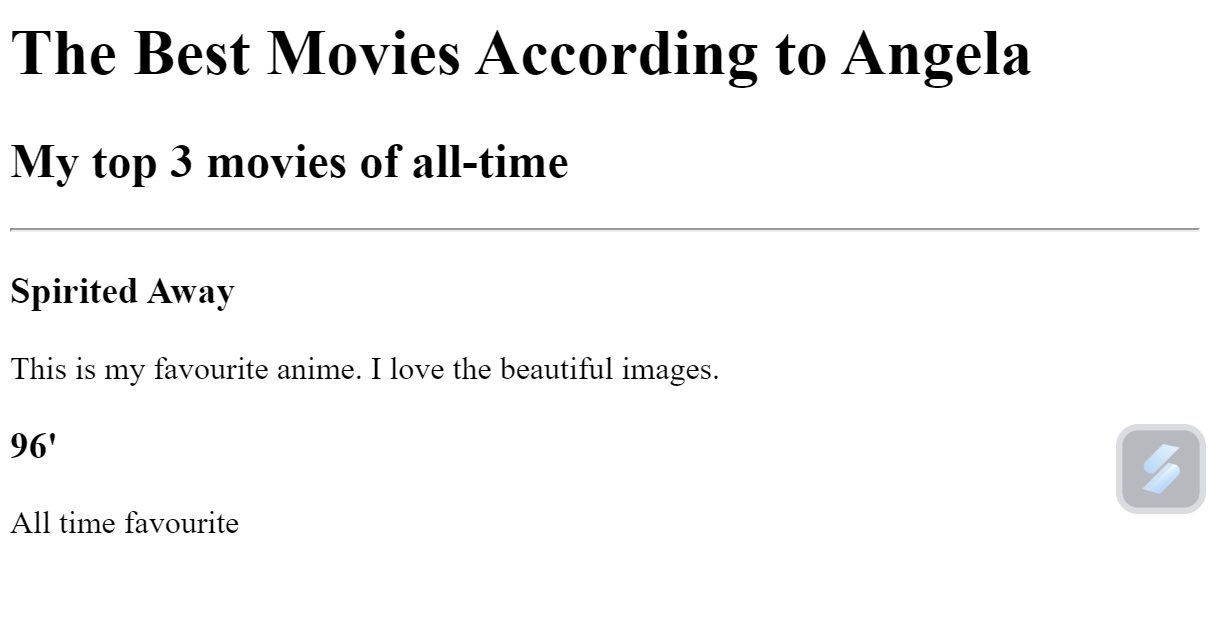 The Best Movies According to Angela
My top 3 movies of all-time
Spirited Away
This is my favourite anime. I love the beautiful images.
96'
All time favourite